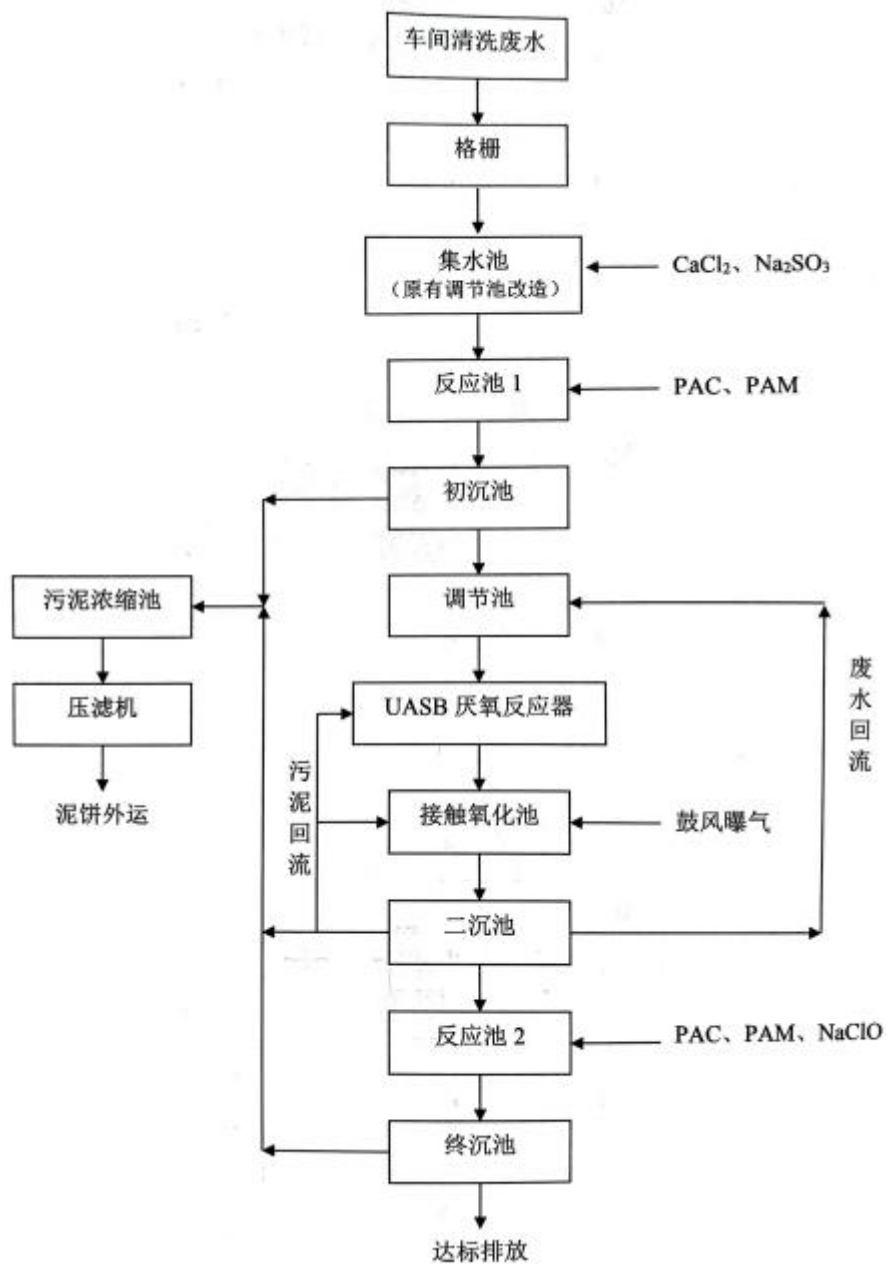 车间清洗废水
格栅
集水池
（原有调节池改造）
CaCl₂、Na₂SO₃
反应池 1
PAC、PAM
初沉池
污泥浓缩池
调节池
废水回流
压滤机
UASB 厌氧反应器
泥饼外运
污泥回流
接触氧化池
鼓风曝气
二沉池
反应池 2
PAC、PAM、NaClO
终沉池
达标排放